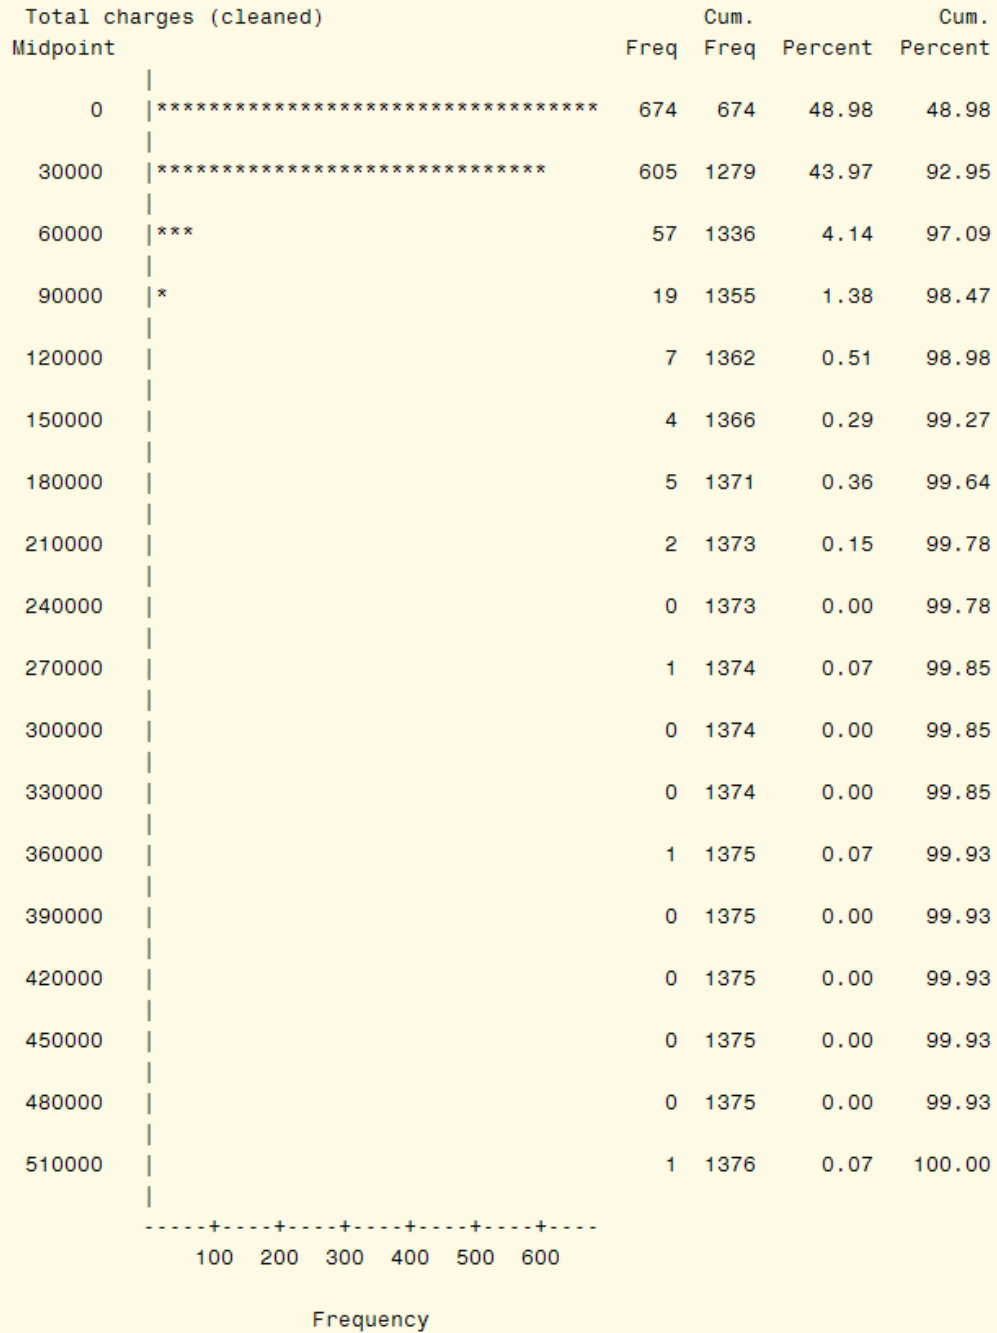 Total charges (cleaned)                             Cum.              Cum.
Midpoint                                       Freq  Freq  Percent  Percent
           |
      0    |**********************************   674   674    48.98    48.98
           |
  30000    |******************************       605  1279    43.97    92.95
           |
  60000    |***                                   57  1336     4.14    97.09
           |
  90000    |*                                     19  1355     1.38    98.47
           |
 120000    |                                       7  1362     0.51    98.98
           |
 150000    |                                       4  1366     0.29    99.27
           |
 180000    |                                       5  1371     0.36    99.64
           |
 210000    |                                       2  1373     0.15    99.78
           |
 240000    |                                       0  1373     0.00    99.78
           |
 270000    |                                       1  1374     0.07    99.85
           |
 300000    |                                       0  1374     0.00    99.85
           |
 330000    |                                       0  1374     0.00    99.85
           |
 360000    |                                       1  1375     0.07    99.93
           |
 390000    |                                       0  1375     0.00    99.93
           |
 420000    |                                       0  1375     0.00    99.93
           |
 450000    |                                       0  1375     0.00    99.93
           |
 480000    |                                       0  1375     0.00    99.93
           |
 510000    |                                       1  1376     0.07   100.00
           |
           -----+----+----+----+----+----+----
               100  200  300  400  500  600
                        Frequency